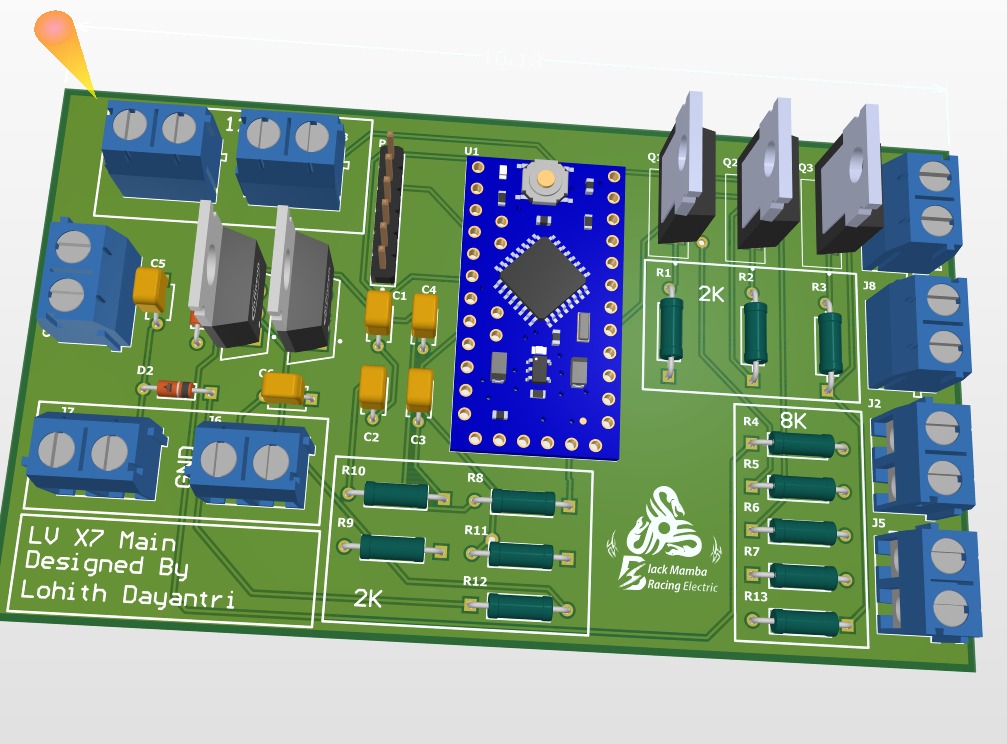 U1
Q1
Q2
Q3
C5
C1
C4
R1
R2
R3
2K
J8
D2
C2
C3
J2
J7
J6
GND
8K
R4
R5
R6
R7
R13
J5
R10
R8
R9
R11
R12
2K
LV X7 Main
Designed By
Lohith Dayantri
Black Mamba
Racing Electric